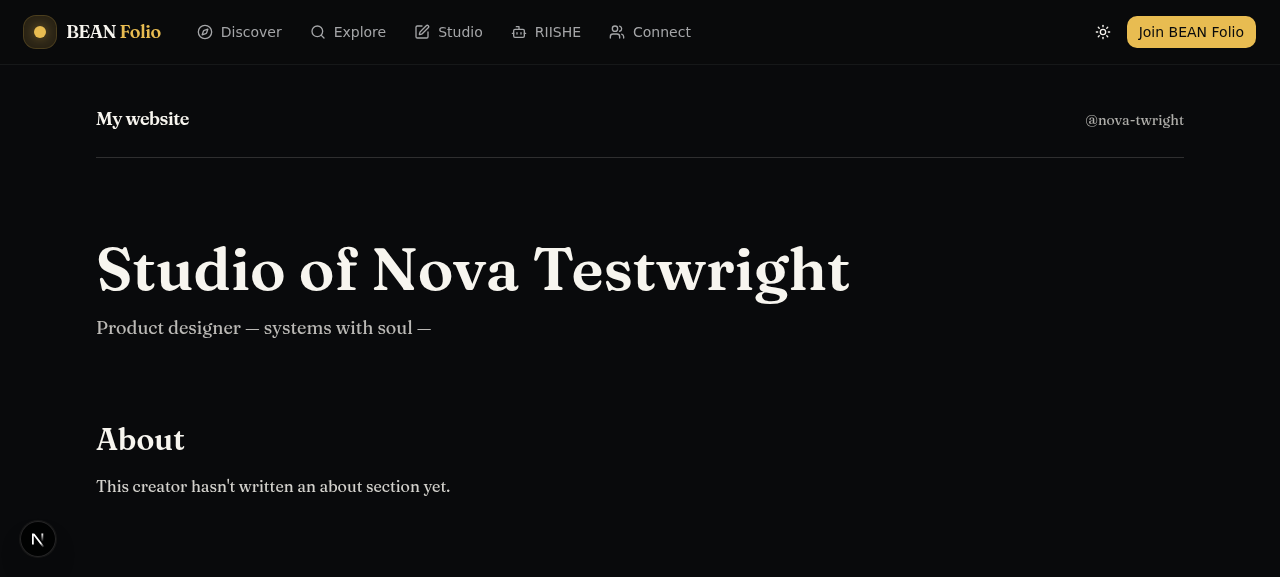 BEAN Folio
Discover
Explore
Studio
RIISHE
Connect
Join BEAN Folio
My website
@nova-twright
Studio of Nova Testwright
Product designer — systems with soul —
About
This creator hasn't written an about section yet.
N